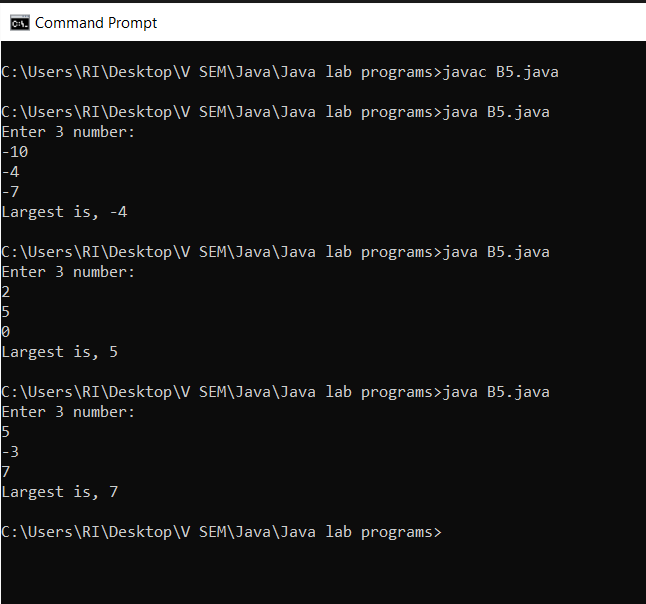 Command Prompt
C:\Users\RI\Desktop\V SEM\Java\Java lab programs>javac B5.java
C:\Users\RI\Desktop\V SEM\Java\Java lab programs>java B5.java
Enter 3 number:
-10
-4
-7
Largest is, -4
C:\Users\RI\Desktop\V SEM\Java\Java lab programs>java B5.java
Enter 3 number:
2
5
0
Largest is, 5
C:\Users\RI\Desktop\V SEM\Java\Java lab programs>java B5.java
Enter 3 number:
5
-3
7
Largest is, 7
C:\Users\RI\Desktop\V SEM\Java\Java lab programs>